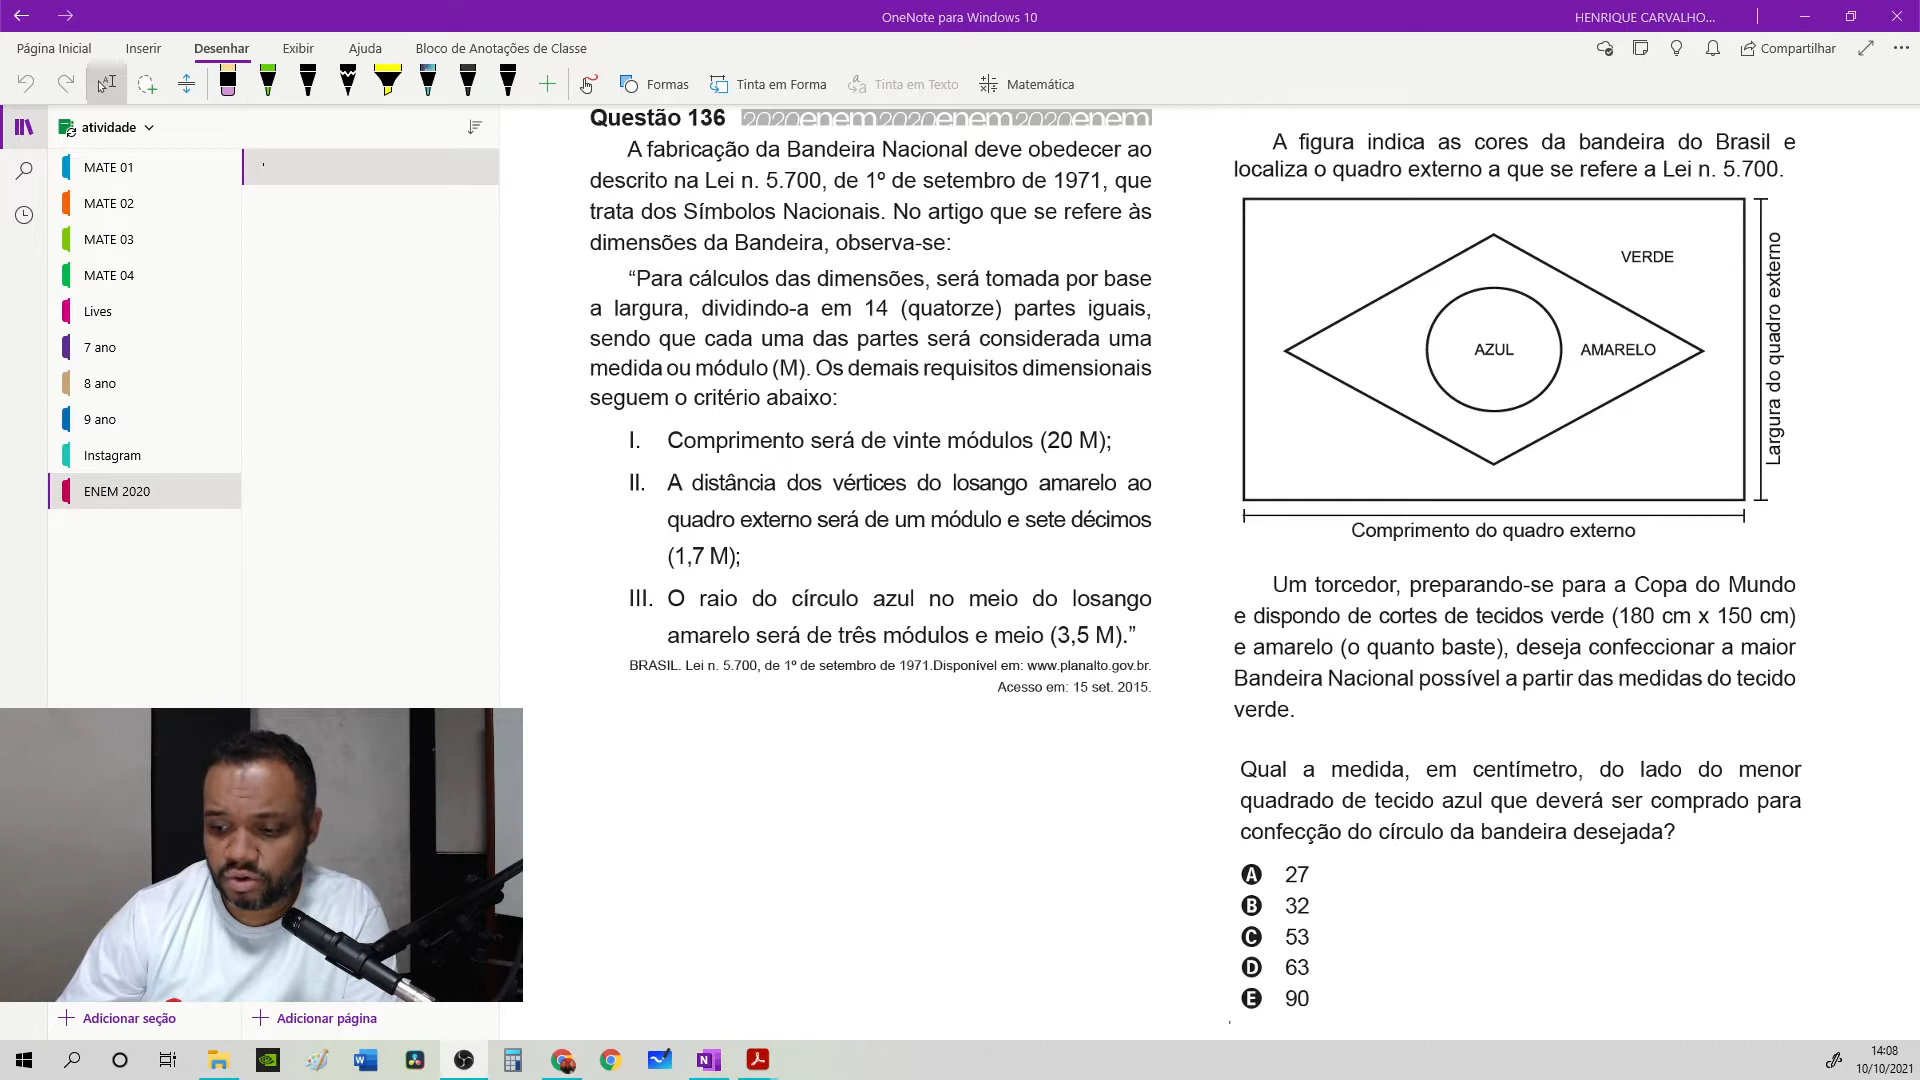 OneNote para Windows 10
HENRIQUE CARVALHO...
Página Inicial
Inserir
Desenhar
Exibir
Ajuda
Bloco de Anotações de Classe
Compartilhar
Formas
Tinta em Forma
Tinta em Texto
Matemática
atividade
MATE 01
MATE 02
MATE 03
MATE 04
Lives
7 ano
8 ano
9 ano
Instagram
ENEM 2020
Adicionar seção
Adicionar página
Questão 136 2020enem2020enem2020enem
A fabricação da Bandeira Nacional deve obedecer ao
descrito na Lei n. 5.700, de 1º de setembro de 1971, que
trata dos Símbolos Nacionais. No artigo que se refere às
dimensões da Bandeira, observa-se:
“Para cálculos das dimensões, será tomada por base
a largura, dividindo-a em 14 (quatorze) partes iguais,
sendo que cada uma das partes será considerada uma
medida ou módulo (M). Os demais requisitos dimensionais
seguem o critério abaixo:
I. Comprimento será de vinte módulos (20 M);
II. A distância dos vértices do losango amarelo ao
quadro externo será de um módulo e sete décimos
(1,7 M);
III. O raio do círculo azul no meio do losango
amarelo será de três módulos e meio (3,5 M).”
BRASIL. Lei n. 5.700, de 1º de setembro de 1971.Disponível em: www.planalto.gov.br.
Acesso em: 15 set. 2015.
A figura indica as cores da bandeira do Brasil e
localiza o quadro externo a que se refere a Lei n. 5.700.
VERDE
AZUL
AMARELO
Largura do quadro externo
Comprimento do quadro externo
Um torcedor, preparando-se para a Copa do Mundo
e dispondo de cortes de tecidos verde (180 cm x 150 cm)
e amarelo (o quanto baste), deseja confeccionar a maior
Bandeira Nacional possível a partir das medidas do tecido
verde.
Qual a medida, em centímetro, do lado do menor
quadrado de tecido azul que deverá ser comprado para
confecção do círculo da bandeira desejada?
A 27
B 32
C 53
D 63
E 90
14:08
10/10/2021